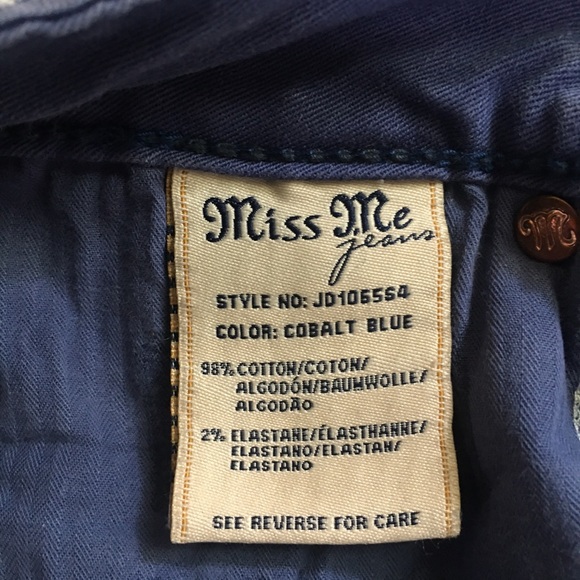 Miss Me
jeans
STYLE NO: JD1065S4
COLOR: COBALT BLUE
98% COTTON/COTON/
ALGODÓN/BAUMWOLLE/
ALGODÃO
2% ELASTANE/ÉLASTHANNE/
ELASTANO/ELASTAN/
ELASTANO
SEE REVERSE FOR CARE
M